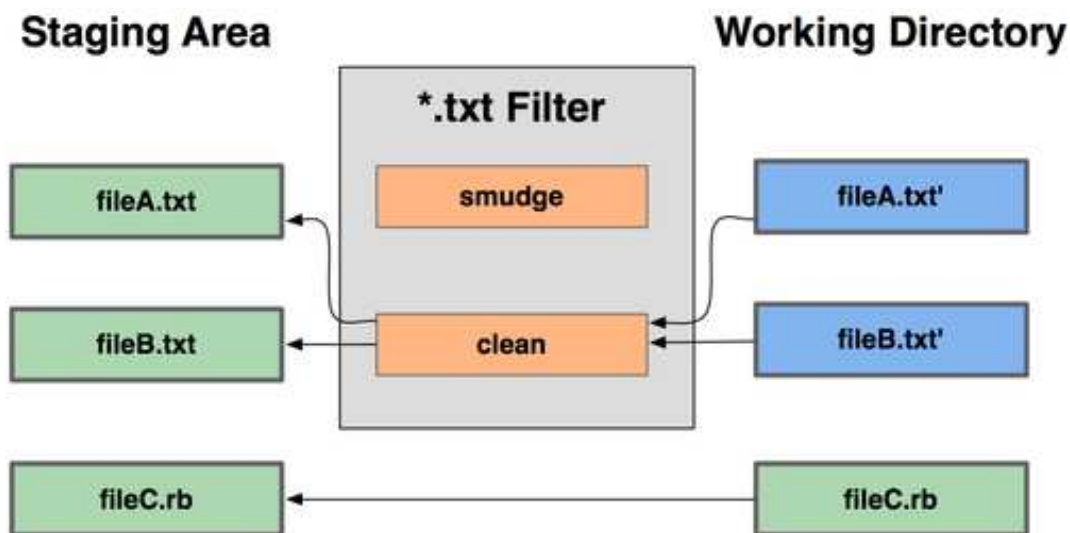 Staging Area
Working Directory
*.txt Filter
fileA.txt
smudge
fileA.txt'
fileB.txt
clean
fileB.txt'
fileC.rb
fileC.rb